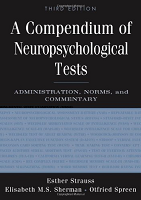 THIRD EDITION
A Compendium of
Neuropsychological
Tests
ADMINISTRATION, NORMS, and
COMMENTARY
Esther Strauss
Elisabeth M.S. Sherman · Otfried Spreen